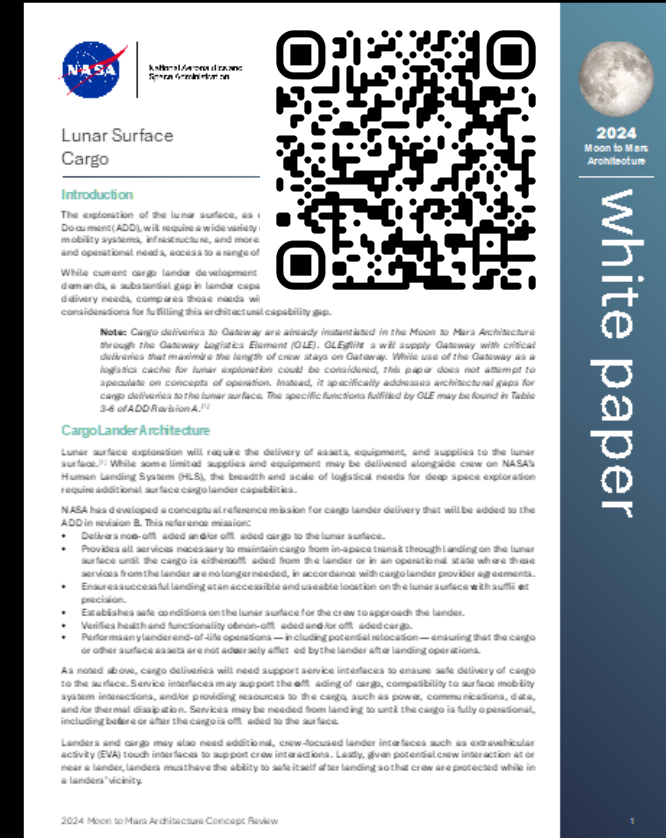 NASA
National Aeronautics and
Space Administration
Lunar Surface
Cargo
Introduction
The exploration of the lunar surface, as
Document (ADD), will require a wide variety
mobility systems, infrastructure, and more
and operational needs, access to a range of
While current cargo lander development
demands, a substantial gap in lander capa
delivery needs, compares those needs wi
considerations for fulfilling this architectural capability gap.
Note: Cargo deliveries to Gateway are already instantiated in the Moon to Mars Architecture
through the Gateway Logistics Element (GLE). GLE s will supply Gateway with critical
deliveries that maximize the length of crew stays on Gateway. While use of the Gateway as a
logistics cache for lunar exploration could be considered, this paper does not attempt to
speculate on concepts of operation. Instead, it specifically addresses architectural gaps for
cargo deliveries to the lunar surface. The specific functions fulfilled by GLE may be found in Table
3-6 of ADD Revision A.[1]
Cargo Lander Architecture
Lunar surface exploration will require the delivery of assets, equipment, and supplies to the lunar
surface.[1] While some limited supplies and equipment may be delivered alongside crew on NASA's
Human Landing System (HLS), the breadth and scale of logistical needs for deep space exploration
require additional surface cargo lander capabilities.
NASA has developed a conceptual reference mission for cargo lander delivery that will be added to the
ADD in revision B. This reference mission:
• Delivers non-offl aded and/or offl aded cargo to the lunar surface.
• Provides all services necessary to maintain cargo from in-space transit through landing on the lunar
surface until the cargo is either offl aded from the lander or in an operational state where these
services from the lander are no longer needed, in accordance with cargo lander provider agreements.
• Ensures successful landing at an accessible and useable location on the lunar surface with
precision.
• Establishes safe conditions on the lunar surface for the crew to approach the lander.
• Verifies health and functionality of non-offl aded and/or offl aded cargo.
• Performs any lander end-of-life operations — including potential relocation — ensuring that the cargo
or other surface assets are not adversely affect ed by the lander after landing operations.
As noted above, cargo deliveries will need support service interfaces to ensure safe delivery of cargo
to the surface. Service interfaces may support the offl ading of cargo, compatibility to surface mobility
system interactions, and/or providing resources to the cargo, such as power, communications, data,
and/or thermal dissipation. Services may be needed from landing to until the cargo is fully operational,
including before or after the cargo is offl aded to the surface.
Landers and cargo may also need additional, crew-focused lander interfaces such as extravehicular
activity (EVA) touch interfaces to support crew interactions. Lastly, given potential crew interaction at or
near a lander, landers must have the ability to safe itself after landing so that crew are protected while in
a landers' vicinity.
2024 Moon to Mars Architecture Concept Review
1
2024
Moon to Mars
Architecture
white paper